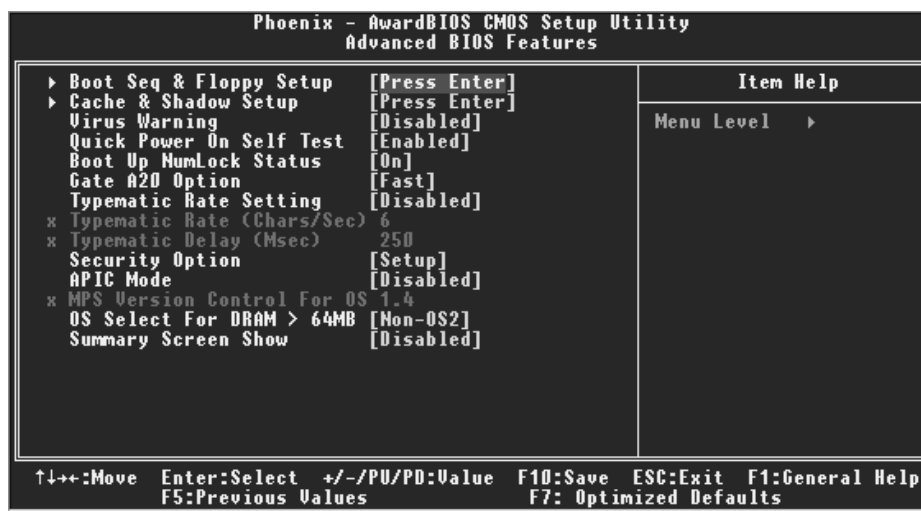 Phoenix - AwardBIOS CMOS Setup Utility
Advanced BIOS Features
▸ Boot Seq & Floppy Setup [Press Enter]
▸ Cache & Shadow Setup [Press Enter]
Virus Warning [Disabled]
Quick Power On Self Test [Enabled]
Boot Up NumLock Status [On]
Gate A20 Option [Fast]
Typematic Rate Setting [Disabled]
x Typematic Rate (Chars/Sec) 6
x Typematic Delay (Msec) 250
Security Option [Setup]
APIC Mode [Disabled]
x MPS Version Control For OS 1.4
OS Select For DRAM > 64MB [Non-OS2]
Summary Screen Show [Disabled]
Item Help
Menu Level ▸
↑↓→←:Move Enter:Select +/-/PU/PD:Value F10:Save ESC:Exit F1:General Help
F5:Previous Values F7: Optimized Defaults